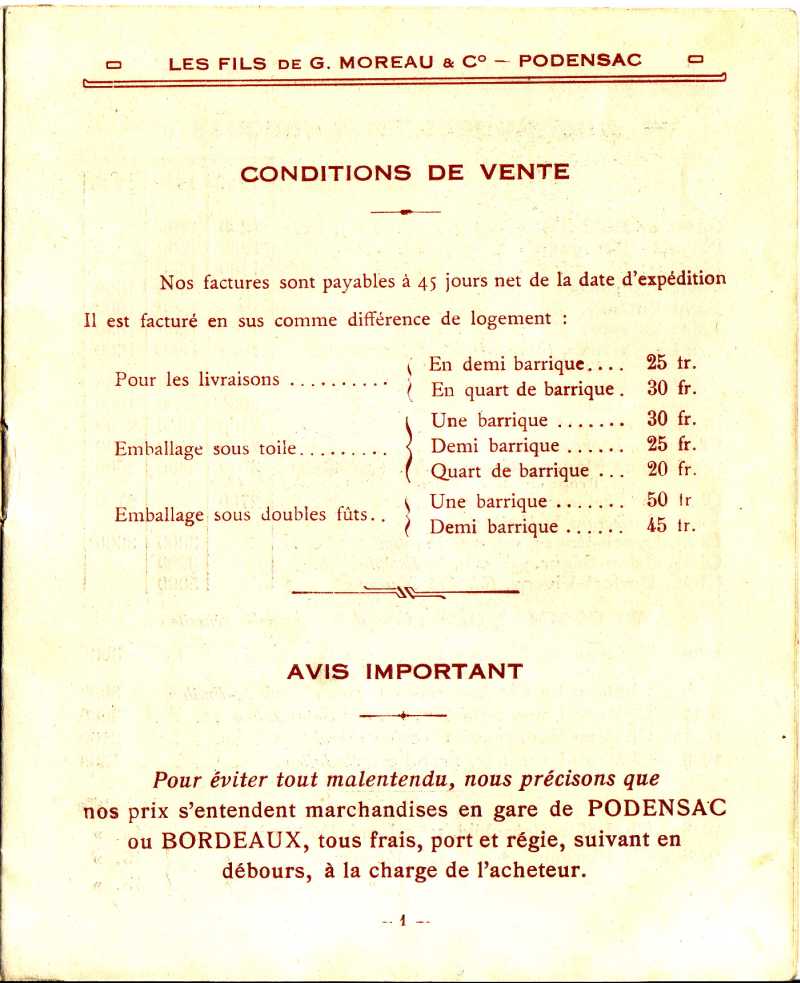 LES FILS DE G. MOREAU & Cº — PODENSAC
CONDITIONS DE VENTE
Nos factures sont payables à 45 jours net de la date d'expédition
Il est facturé en sus comme différence de logement :
Pour les livraisons .......... { En demi barrique.... 25 fr.
En quart de barrique . 30 fr.
Une barrique ....... 30 fr.
Emballage sous toile......... { Demi barrique ...... 25 fr.
Quart de barrique ... 20 fr.
Emballage sous doubles fûts.. { Une barrique ....... 50 fr
Demi barrique ...... 45 fr.
AVIS IMPORTANT
Pour éviter tout malentendu, nous précisons que
nos prix s'entendent marchandises en gare de PODENSAC
ou BORDEAUX, tous frais, port et régie, suivant en
débours, à la charge de l'acheteur.
-- 1 --